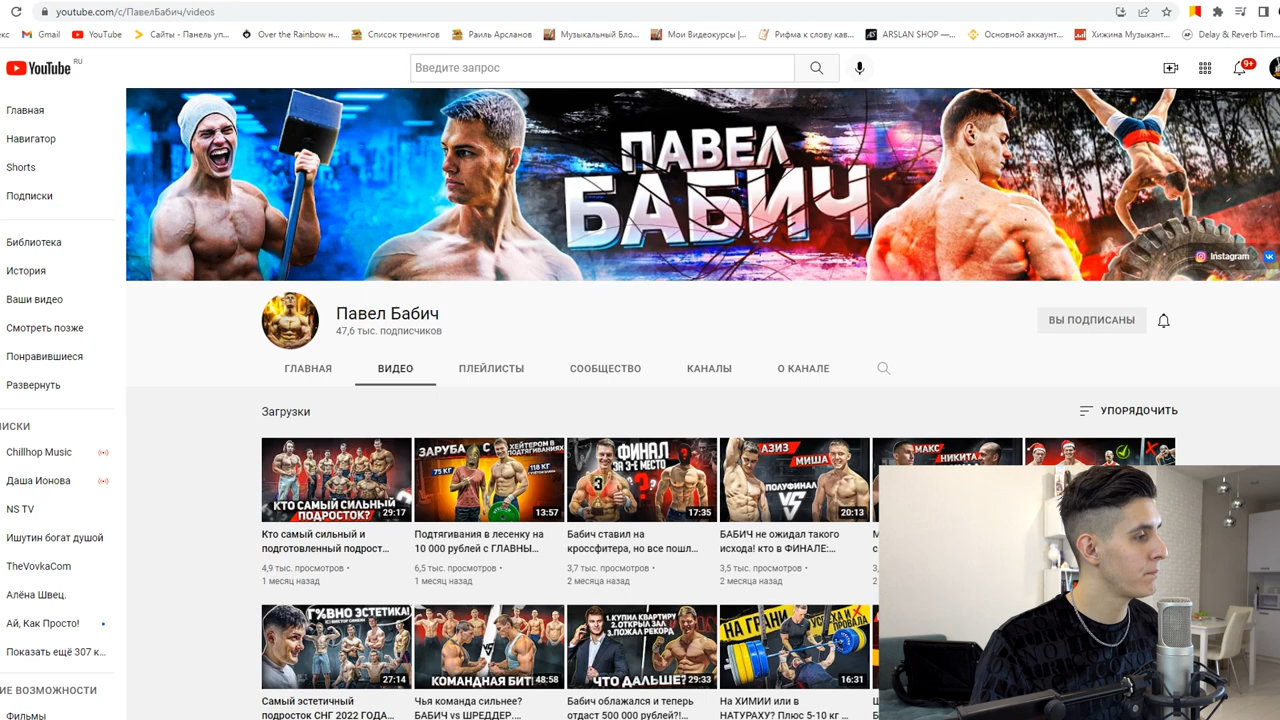 youtube.com/c/ПавелБабич/videos
Gmail
YouTube
Сайты - Панель уп...
Over the Rainbow н...
Список тренингов
Раиль Арсланов
Музыкальный Бло...
Мои Видеокурсы |...
Рифма к слову кав...
ARSLAN SHOP —...
Основной аккаунт...
Хижина Музыкант...
Delay & Reverb Tim...
YouTube RU
Введите запрос
9+
Главная
Навигатор
Shorts
Подписки
Библиотека
История
Ваши видео
Смотреть позже
Понравившиеся
Развернуть
ИСКИ
Chillhop Music
Даша Ионова
NS TV
Ишутин богат душой
TheVovkaCom
Алёна Швец.
Ай, Как Просто!
Показать ещё 307 к...
ИЕ ВОЗМОЖНОСТИ
Фильмы
ПАВЕЛ
БАБИЧ
Instagram
Павел Бабич
47,6 тыс. подписчиков
ВЫ ПОДПИСАНЫ
ГЛАВНАЯ
ВИДЕО
ПЛЕЙЛИСТЫ
СООБЩЕСТВО
КАНАЛЫ
О КАНАЛЕ
Загрузки
УПОРЯДОЧИТЬ
КТО САМЫЙ СИЛЬНЫЙ
ПОДРОСТОК?
29:17
Кто самый сильный и
подготовленный подрост...
4,9 тыс. просмотров •
1 месяц назад
ЗАРУБА С ХЕЙТЕРОМ В
ПОДТЯГИВАНИЯХ
75 КГ
118 КГ
13:57
Подтягивания в лесенку на
10 000 рублей с ГЛАВНЫ...
6,5 тыс. просмотров •
1 месяц назад
ФИНАЛ
ЗА 3-Е МЕСТО
3
?
17:35
Бабич ставил на
кроссфитера, но все пошл...
3,7 тыс. просмотров •
2 месяца назад
АЗИЗ
МИША
ПОЛУФИНАЛ
VS
20:13
БАБИЧ не ожидал такого
исхода! кто в ФИНАЛЕ:...
3,5 тыс. просмотров •
2 месяца назад
МАКС
НИКИТА
Г%ВНО ЭСТЕТИКА!
27:14
Самый эстетичный
подросток СНГ 2022 ГОДА...
КОМАНДНАЯ БИТ
48:58
Чья команда сильнее?
БАБИЧ vs ШРЕДДЕР....
1.КУПИЛ КВАРТИРУ
2.ОТКРЫЛ ЗАЛ
3.ПОЖАЛ РЕКОРД
ЧТО ДАЛЬШЕ?
29:33
Бабич облажался и теперь
отдаст 500 000 рублей?!...
НА ГРАНИ УСПЕХА И
ПРОВАЛА
16:31
На ХИМИИ или в
НАТУРАХУ? Плюс 5-10 кг ...